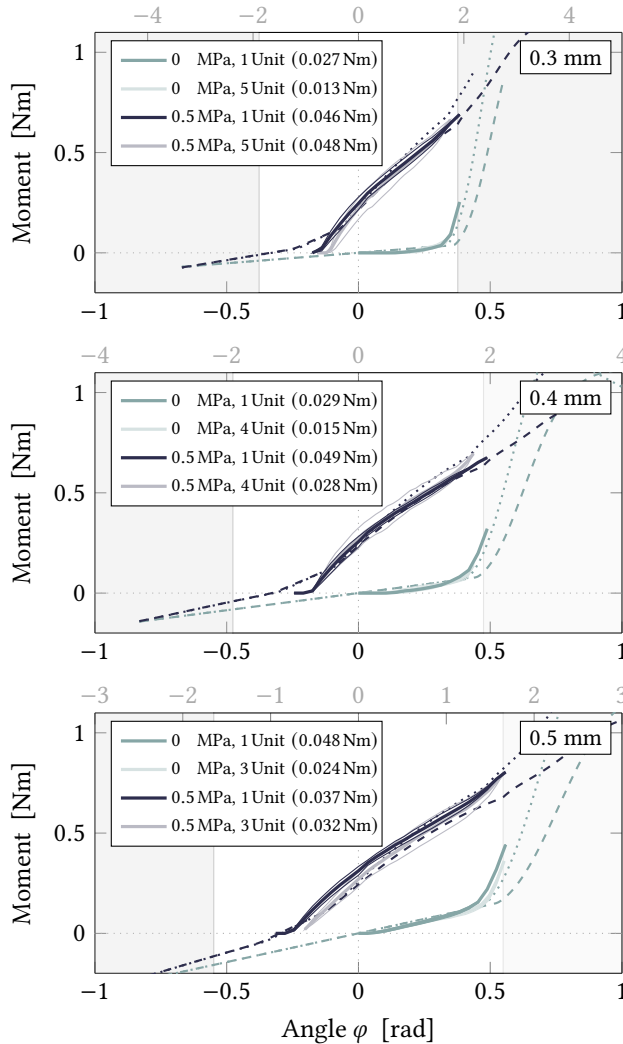 −4 −2 0 2 4
1
0.5
0
Moment [Nm]
0 MPa, 1 Unit (0.027 Nm)
0 MPa, 5 Unit (0.013 Nm)
0.5 MPa, 1 Unit (0.046 Nm)
0.5 MPa, 5 Unit (0.048 Nm)
0.3 mm
−1 −0.5 0 0.5 1
−4 −2 0 2 4
1
0.5
0
Moment [Nm]
0 MPa, 1 Unit (0.029 Nm)
0 MPa, 4 Unit (0.015 Nm)
0.5 MPa, 1 Unit (0.049 Nm)
0.5 MPa, 4 Unit (0.028 Nm)
0.4 mm
−1 −0.5 0 0.5 1
−3 −2 −1 0 1 2 3
1
0.5
0
Moment [Nm]
0 MPa, 1 Unit (0.048 Nm)
0 MPa, 3 Unit (0.024 Nm)
0.5 MPa, 1 Unit (0.037 Nm)
0.5 MPa, 3 Unit (0.032 Nm)
0.5 mm
−1 −0.5 0 0.5 1
Angle φ [rad]